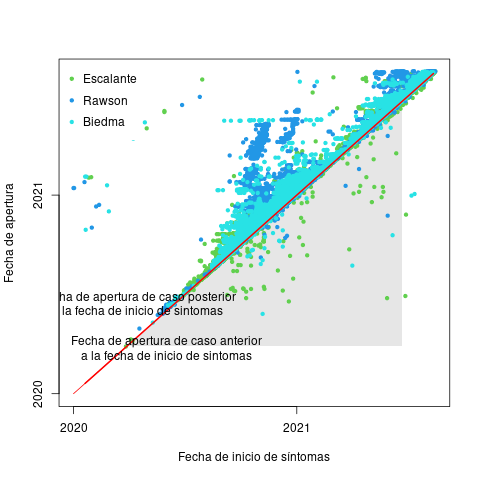 Escalante
Rawson
Biedma
2021
Fecha de apertura
ha de apertura de caso posterior
la fecha de inicio de síntomas
Fecha de apertura de caso anterior
a la fecha de inicio de síntomas
2020
2020
2021
Fecha de inicio de síntomas